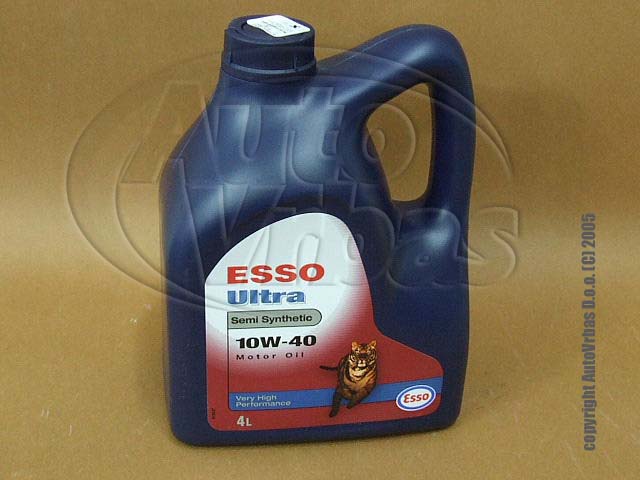 Auto
Vrbas
ESSO
Ultra
Semi Synthetic
10W-40
Motor Oil
Very High
Performance
Esso
4L
copyright AutoVrbas D.o.o. (C) 2005